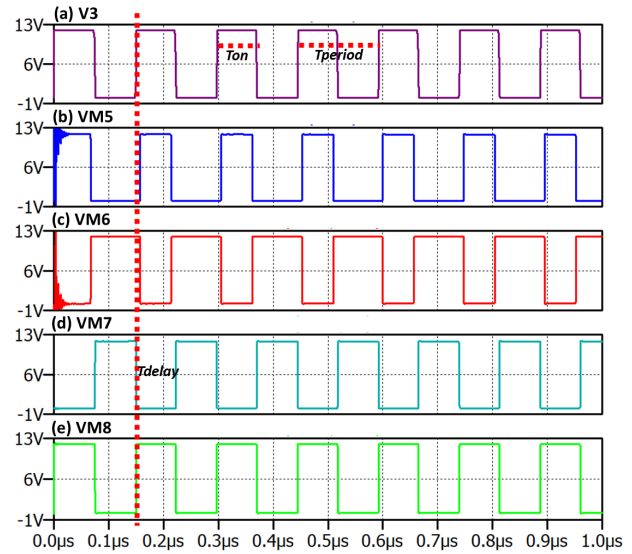 (a) V3
13V
6V
-1V
Ton
Tperiod
(b) VM5
13V
6V
-1V
(c) VM6
13V
6V
-1V
(d) VM7
13V
6V
-1V
Tdelay
(e) VM8
13V
6V
-1V
0.0µs 0.1µs 0.2µs 0.3µs 0.4µs 0.5µs 0.6µs 0.7µs 0.8µs 0.9µs 1.0µs